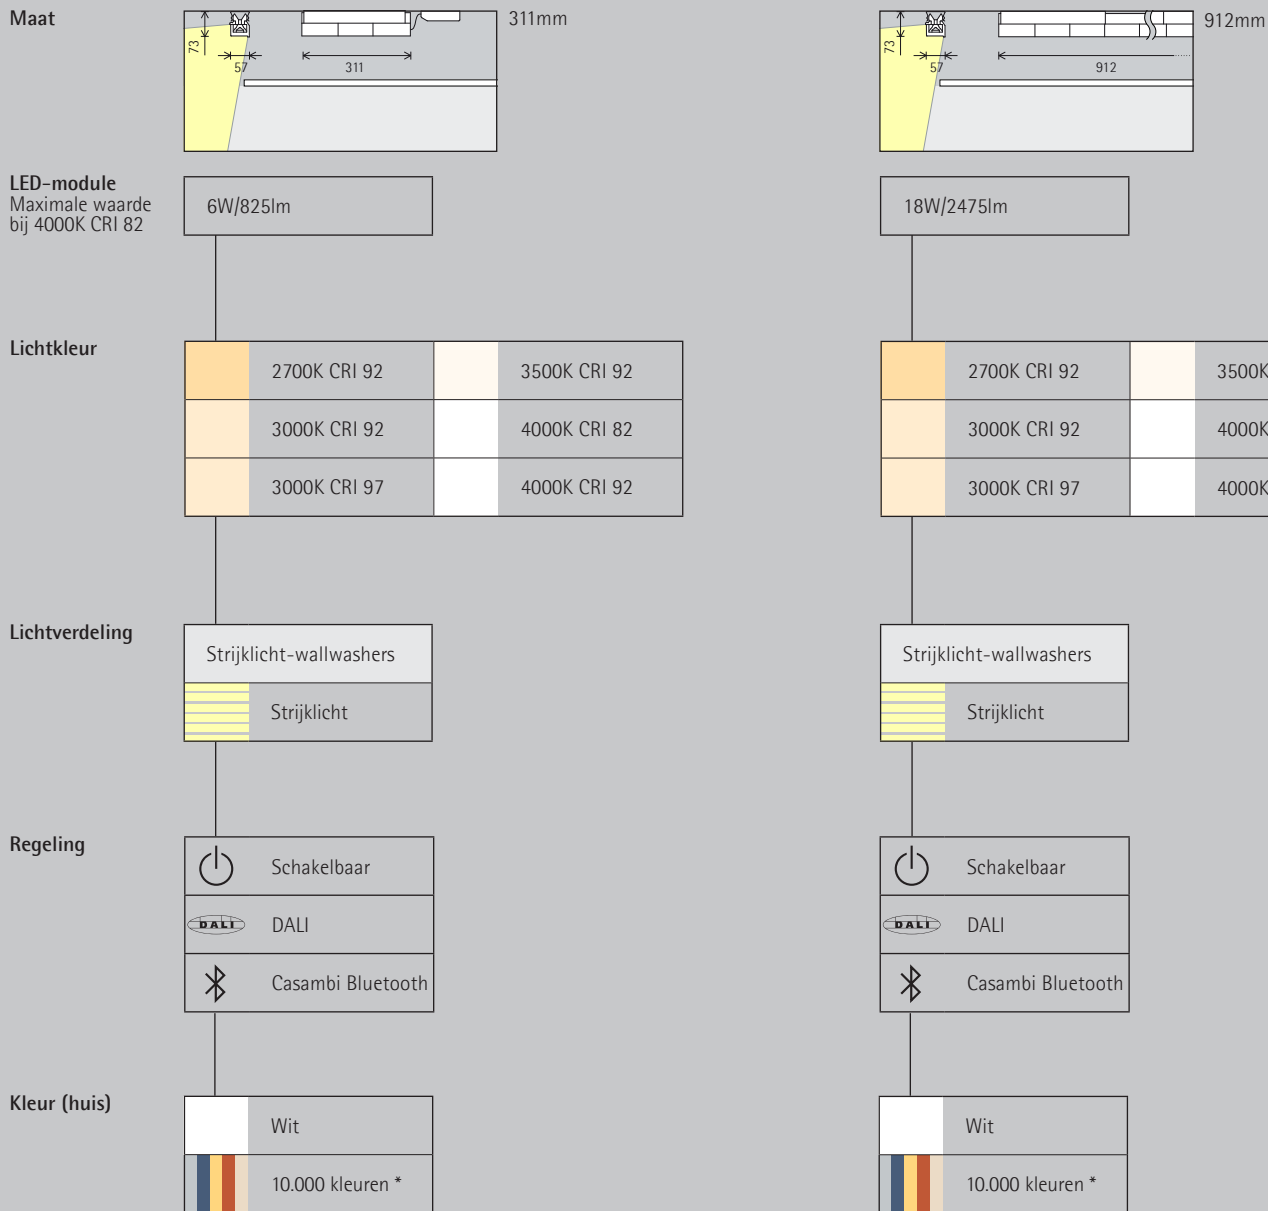 Maat
73
57
311
311mm
73
57
912
912mm
LED-module
Maximale waarde
bij 4000K CRI 82
6W/825lm
18W/2475lm
Lichtkleur
2700K CRI 92
3500K CRI 92
2700K CRI 92
3500K
3000K CRI 92
4000K CRI 82
3000K CRI 92
4000K
3000K CRI 97
4000K CRI 92
3000K CRI 97
4000K
Lichtverdeling
Strijklicht-wallwashers
Strijklicht-wallwashers
Strijklicht
Strijklicht
Regeling
Schakelbaar
Schakelbaar
DALI DALI
DALI DALI
Casambi Bluetooth
Casambi Bluetooth
Kleur (huis)
Wit
Wit
10.000 kleuren *
10.000 kleuren *